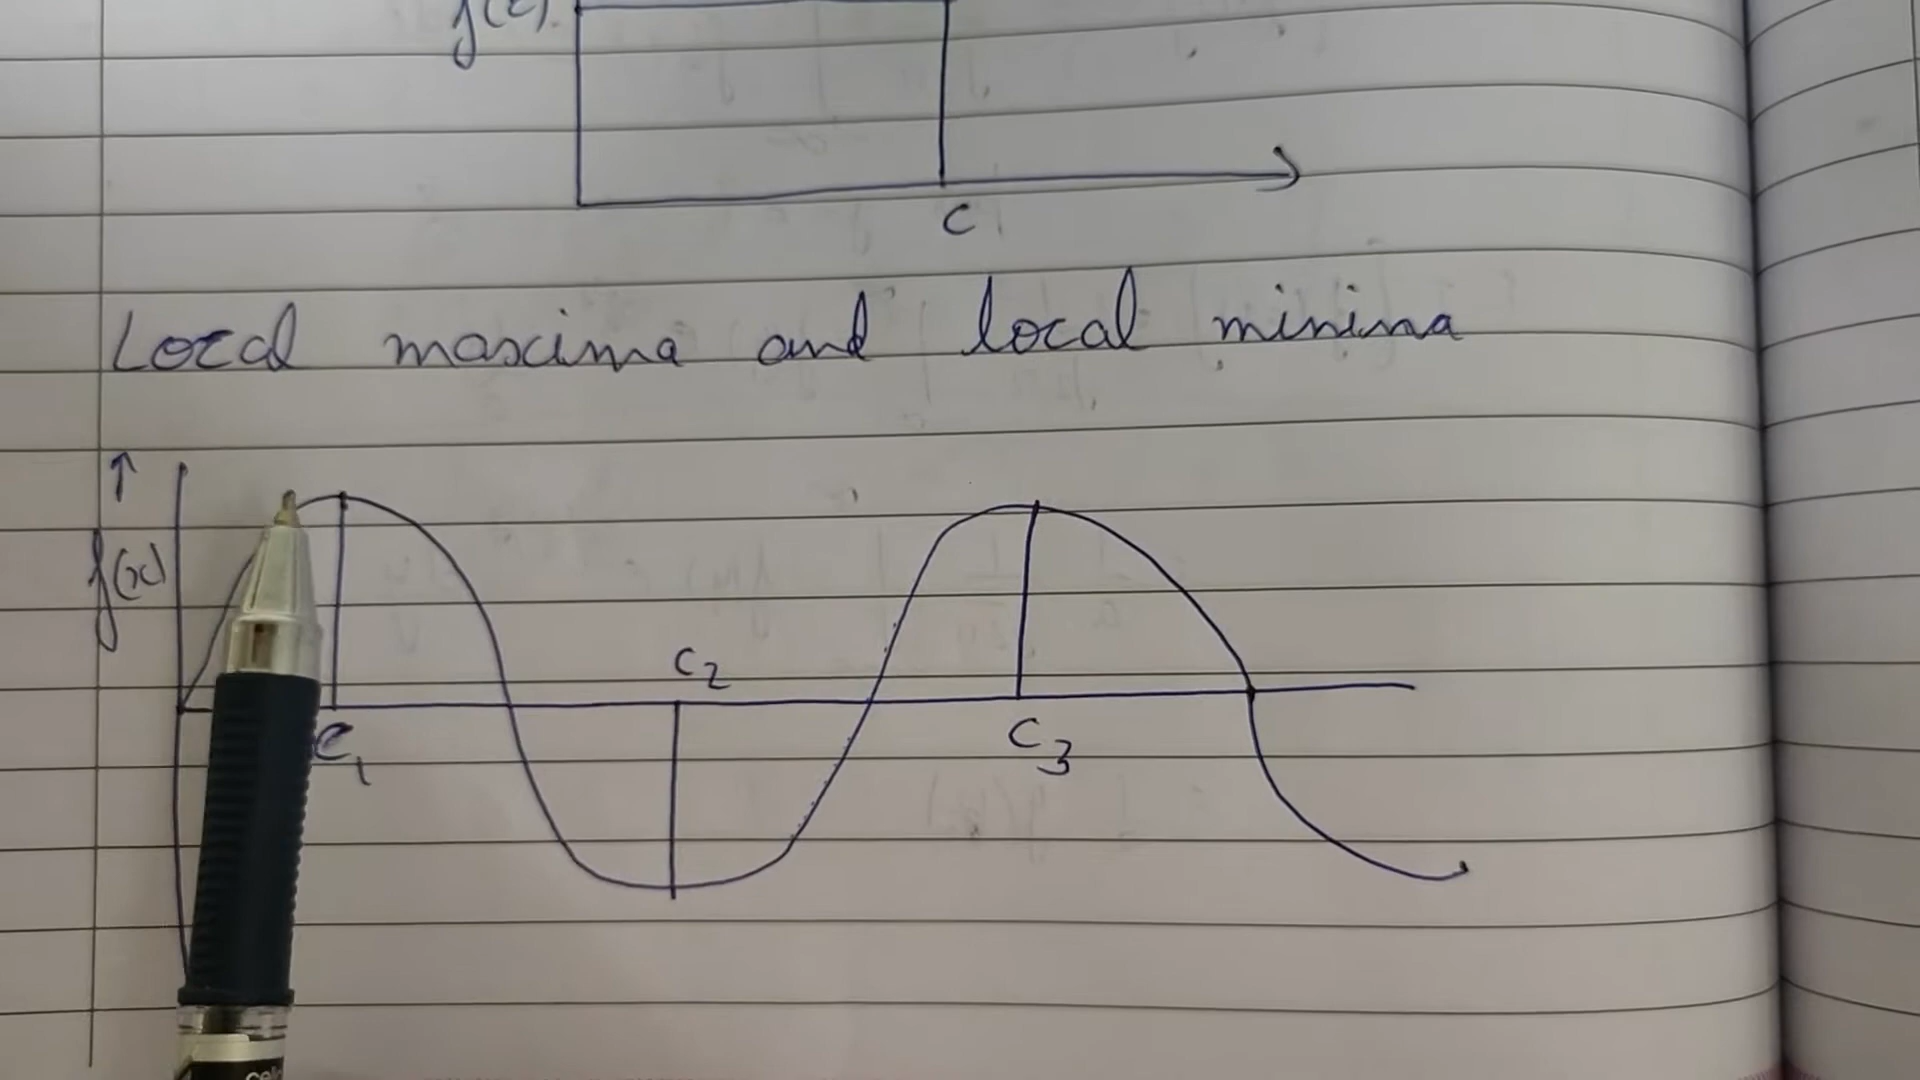 f(c)
c
Local maxima and local minima
↑
f(x)
c₂
c₁
c₃